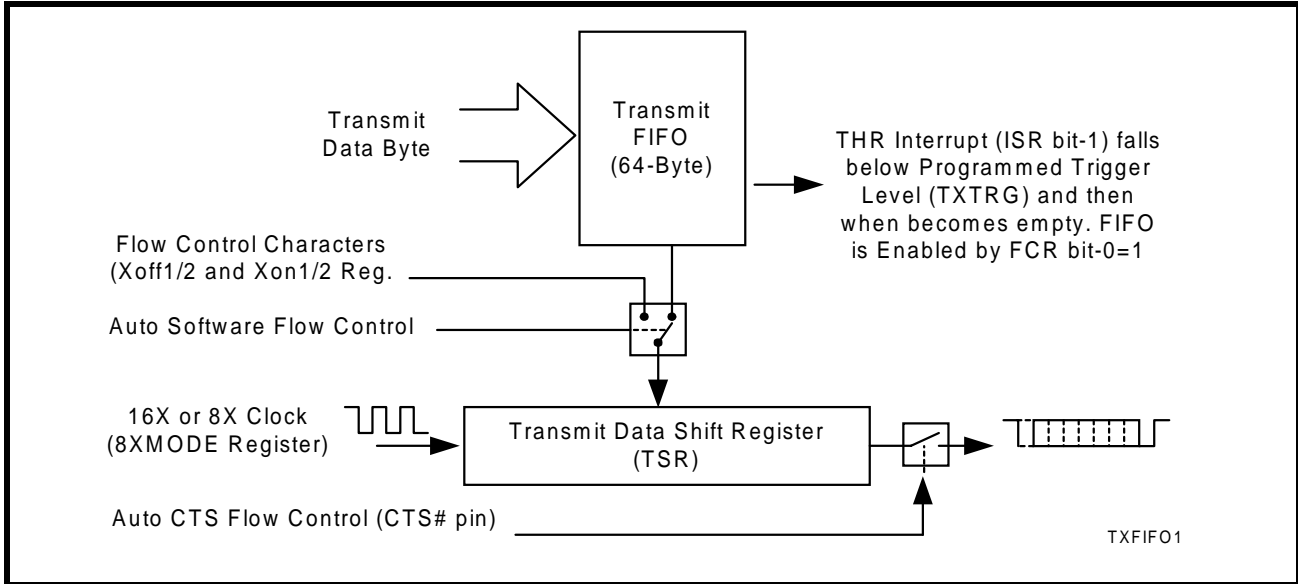 Transmit
Data Byte
Transmit
FIFO
(64-Byte)
THR Interrupt (ISR bit-1) falls
below Programmed Trigger
Level (TXTRG) and then
when becomes empty. FIFO
is Enabled by FCR bit-0=1
Flow Control Characters
(Xoff1/2 and Xon1/2 Reg.
Auto Software Flow Control
16X or 8X Clock
(8XMODE Register)
Transmit Data Shift Register
(TSR)
Auto CTS Flow Control (CTS# pin)
TXFIFO1